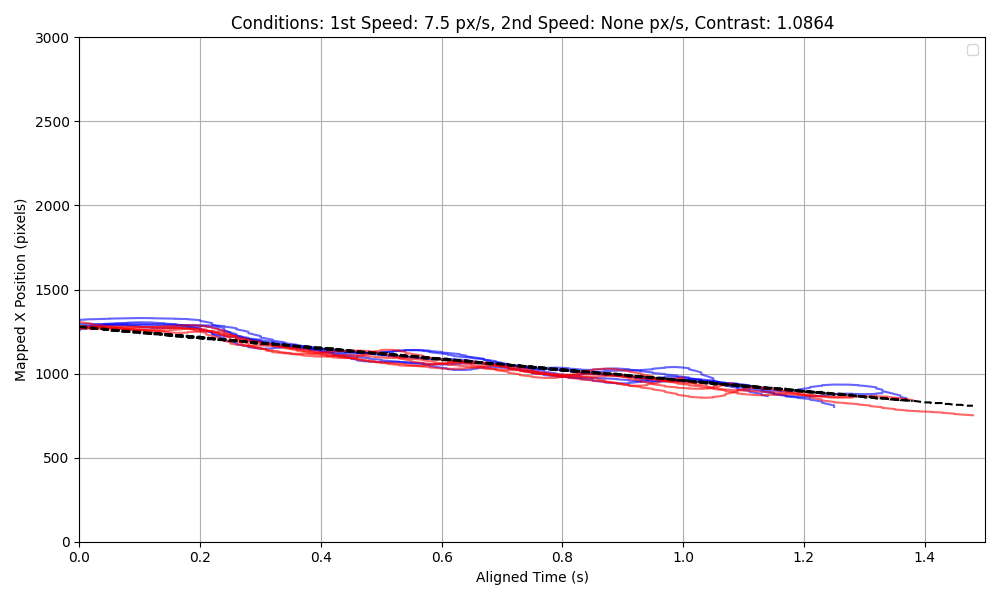 Conditions: 1st Speed: 7.5 px/s, 2nd Speed: None px/s, Contrast: 1.0864
3000
2500
2000
1500
1000
500
0
Mapped X Position (pixels)
0.0 0.2 0.4 0.6 0.8 1.0 1.2 1.4
Aligned Time (s)